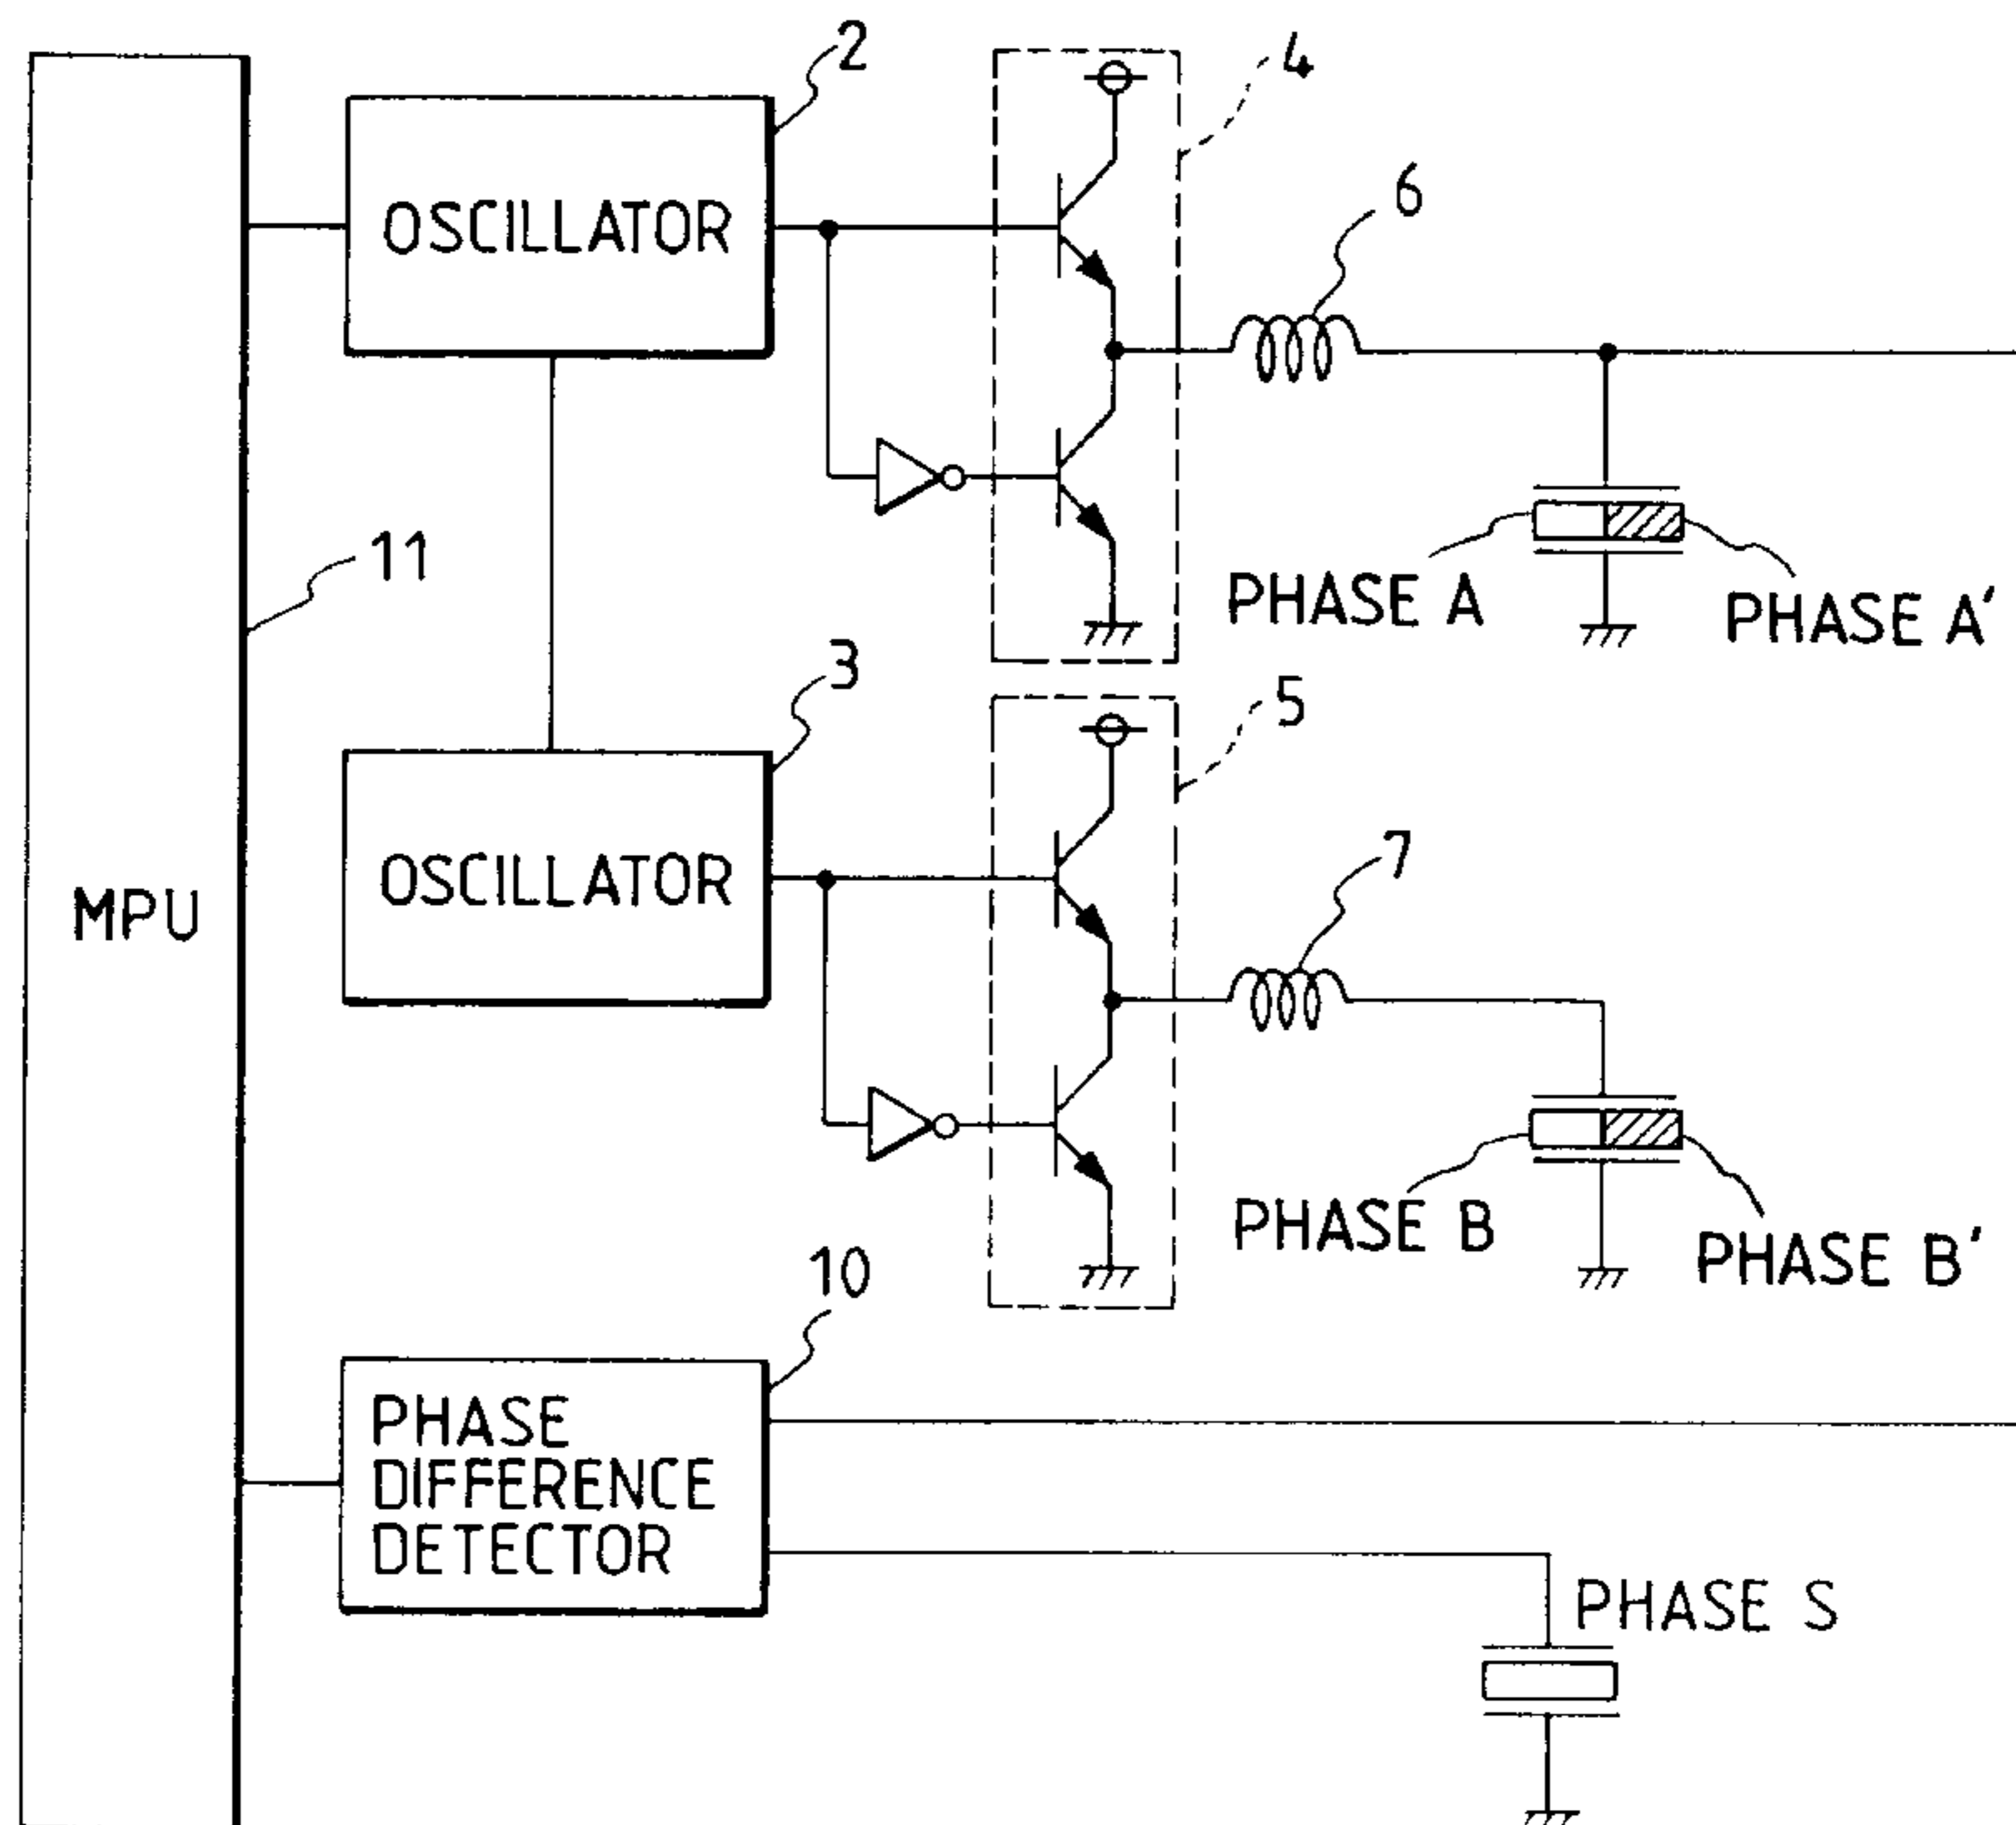 2
4
OSCILLATOR
6
11
PHASE A
PHASE A'
3
5
OSCILLATOR
7
MPU
PHASE B
PHASE B'
10
PHASE
DIFFERENCE
DETECTOR
PHASE S